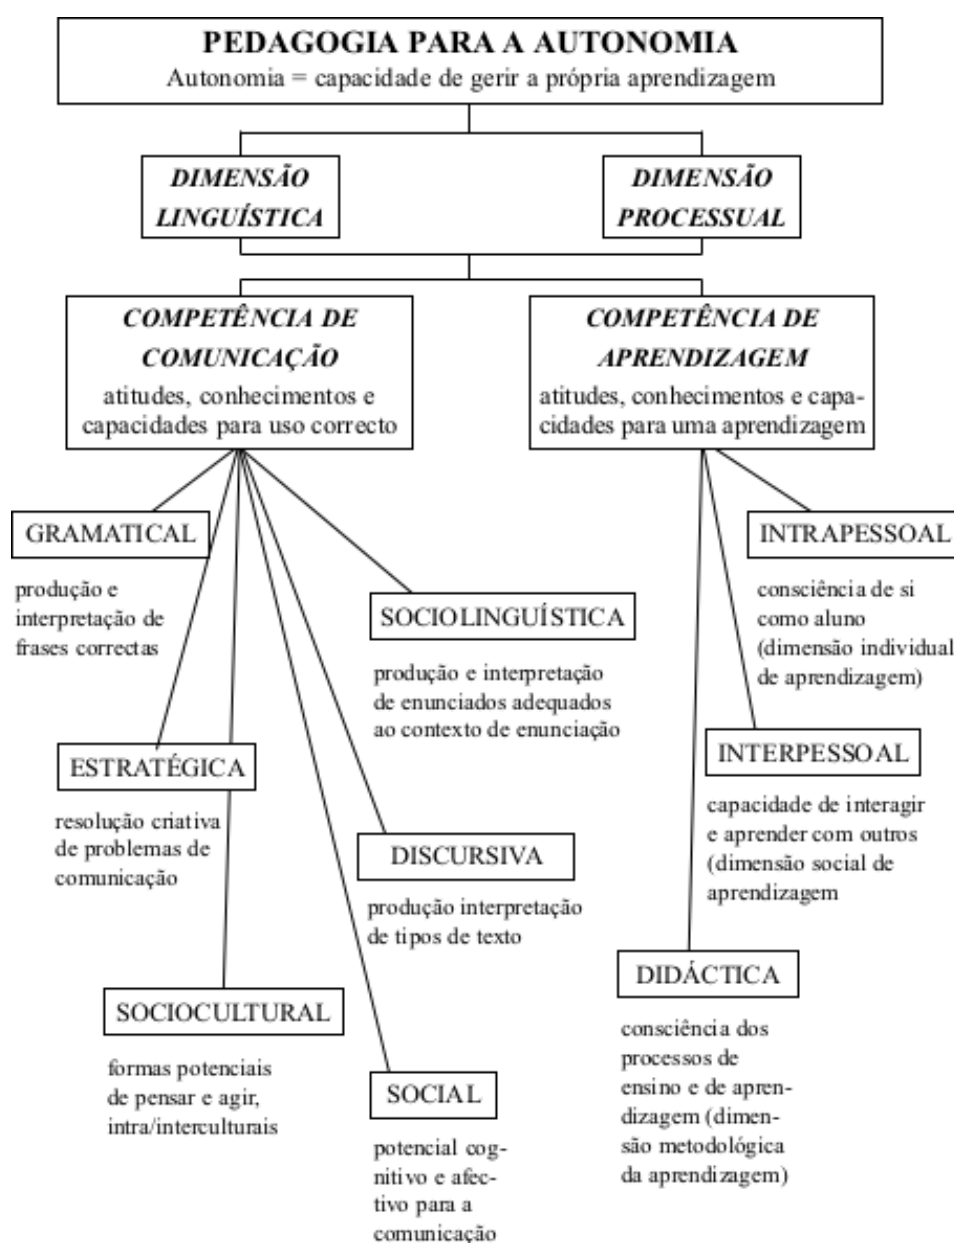 PEDAGOGIA PARA A AUTONOMIA
Autonomia = capacidade de gerir a própria aprendizagem
DIMENSÃO
LINGUÍSTICA
DIMENSÃO
PROCESSUAL
COMPETÊNCIA DE
COMUNICAÇÃO
atitudes, conhecimentos e
capacidades para uso correcto
COMPETÊNCIA DE
APRENDIZAGEM
atitudes, conhecimentos e capa-
cidades para uma aprendizagem
GRAMATICAL
produção e
interpretação de
frases correctas
SOCIOLINGUÍSTICA
produção e interpretação
de enunciados adequados
ao contexto de enunciação
ESTRATÉGICA
resolução criativa
de problemas de
comunicação
DISCURSIVA
produção interpretação
de tipos de texto
SOCIOCULTURAL
formas potenciais
de pensar e agir,
intra/interculturais
SOCIAL
potencial cog-
nitivo e afec-
tivo para a
comunicação
INTRAPESSOAL
consciência de si
como aluno
(dimensão individual
de aprendizagem)
INTERPESSOAL
capacidade de interagir
e aprender com outros
(dimensão social de
aprendizagem
DIDÁCTICA
consciência dos
processos de
ensino e de apren-
dizagem (dimen-
são metodológica
da aprendizagem)